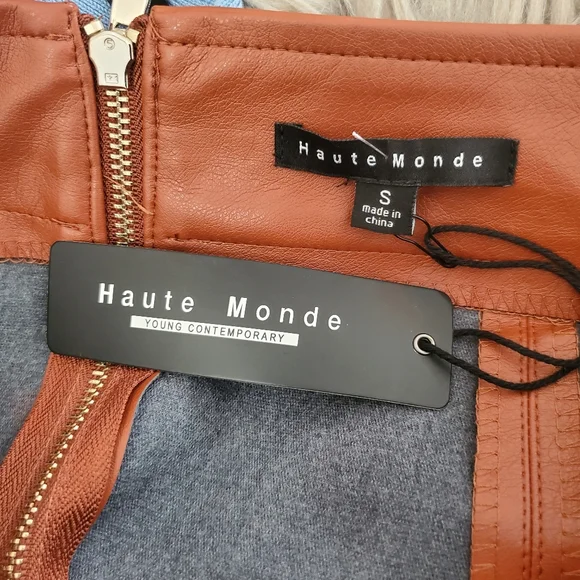 Haute Monde
S
made in
china
Haute Monde
YOUNG CONTEMPORARY